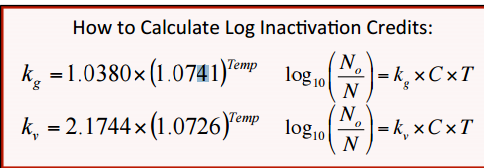 How to Calculate Log Inactivation Credits:
k_g = 1.0380×(1.0741)^Temp    log₁₀(N_o/N) = k_g × C × T
k_v = 2.1744×(1.0726)^Temp    log₁₀(N_o/N) = k_v × C × T